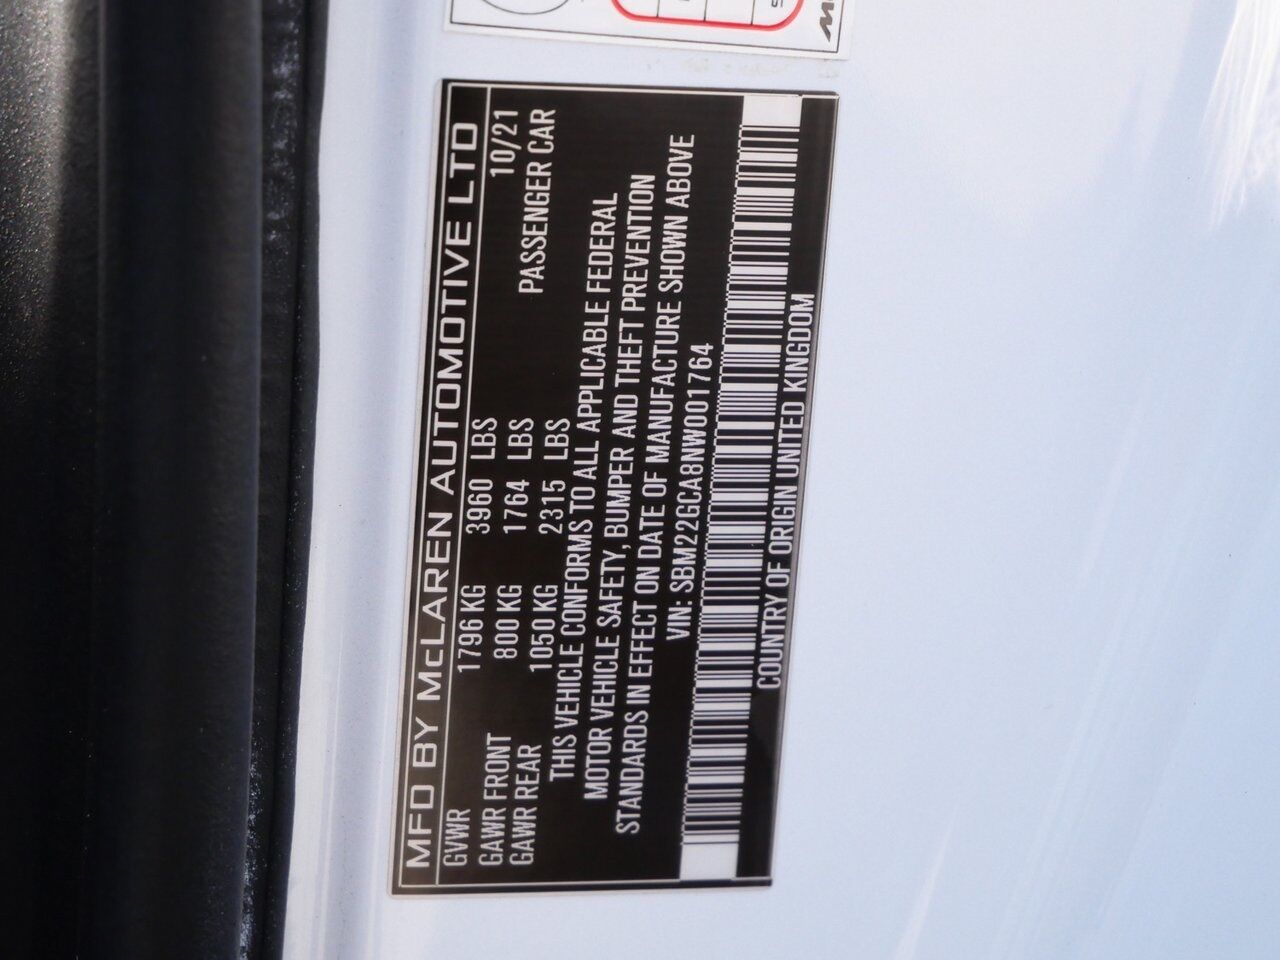 MFD BY McLAREN AUTOMOTIVE LTD
10/21
GVWR 1796 KG 3960 LBS PASSENGER CAR
GAWR FRONT 800 KG 1764 LBS
GAWR REAR 1050 KG 2315 LBS
THIS VEHICLE CONFORMS TO ALL APPLICABLE FEDERAL
MOTOR VEHICLE SAFETY, BUMPER AND THEFT PREVENTION
STANDARDS IN EFFECT ON DATE OF MANUFACTURE SHOWN ABOVE
VIN: SBM22GCA8NW001764
COUNTRY OF ORIGIN UNITED KINGDOM